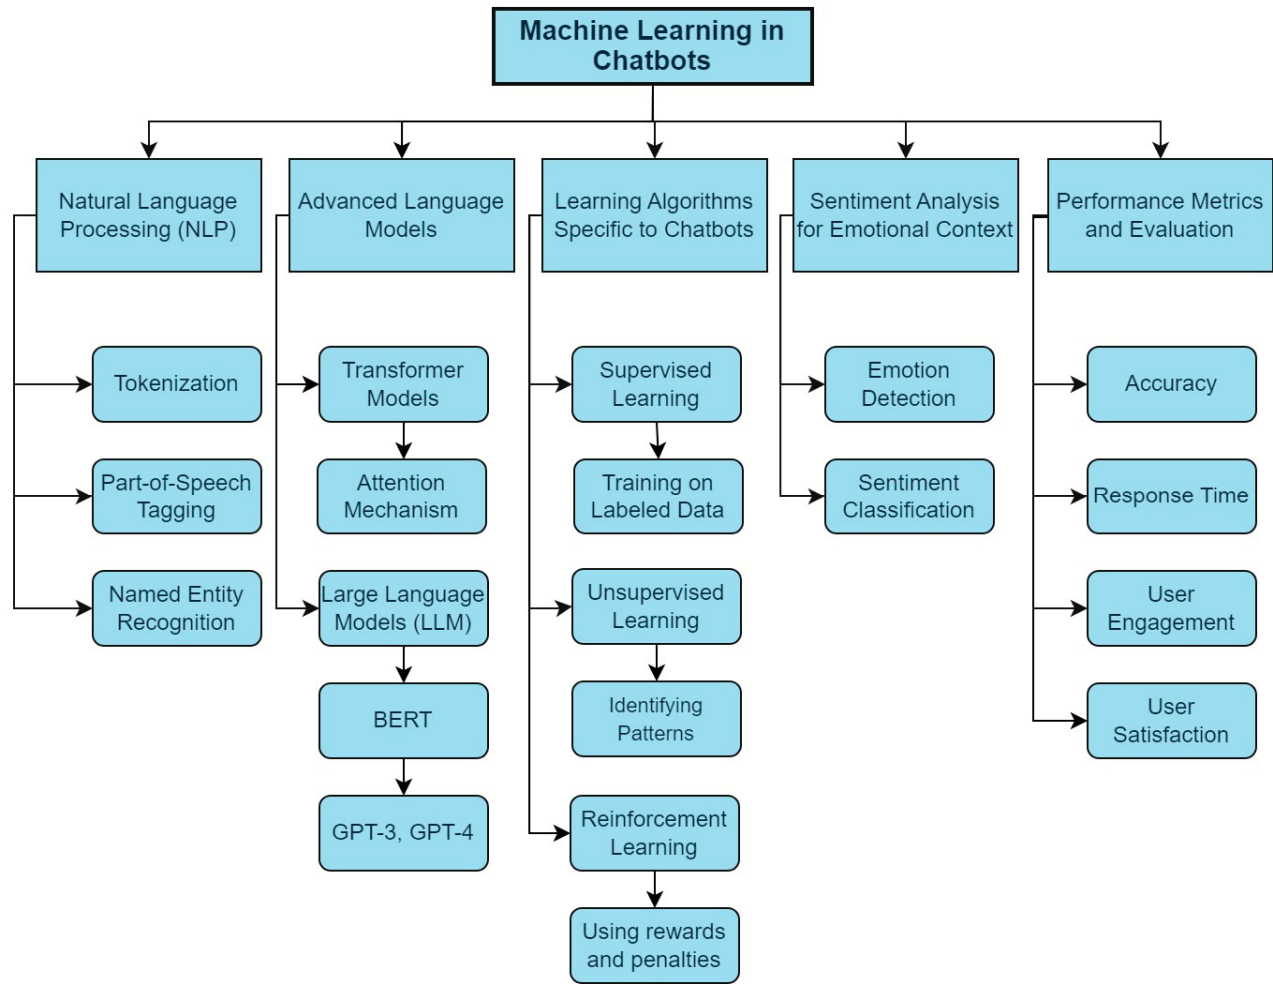 Machine Learning in
Chatbots
Natural Language
Processing (NLP)
Tokenization
Part-of-Speech
Tagging
Named Entity
Recognition
Advanced Language
Models
Transformer
Models
Attention
Mechanism
Large Language
Models (LLM)
BERT
GPT-3, GPT-4
Learning Algorithms
Specific to Chatbots
Supervised
Learning
Training on
Labeled Data
Unsupervised
Learning
Identifying
Patterns
Reinforcement
Learning
Using rewards
and penalties
Sentiment Analysis
for Emotional Context
Emotion
Detection
Sentiment
Classification
Performance Metrics
and Evaluation
Accuracy
Response Time
User
Engagement
User
Satisfaction